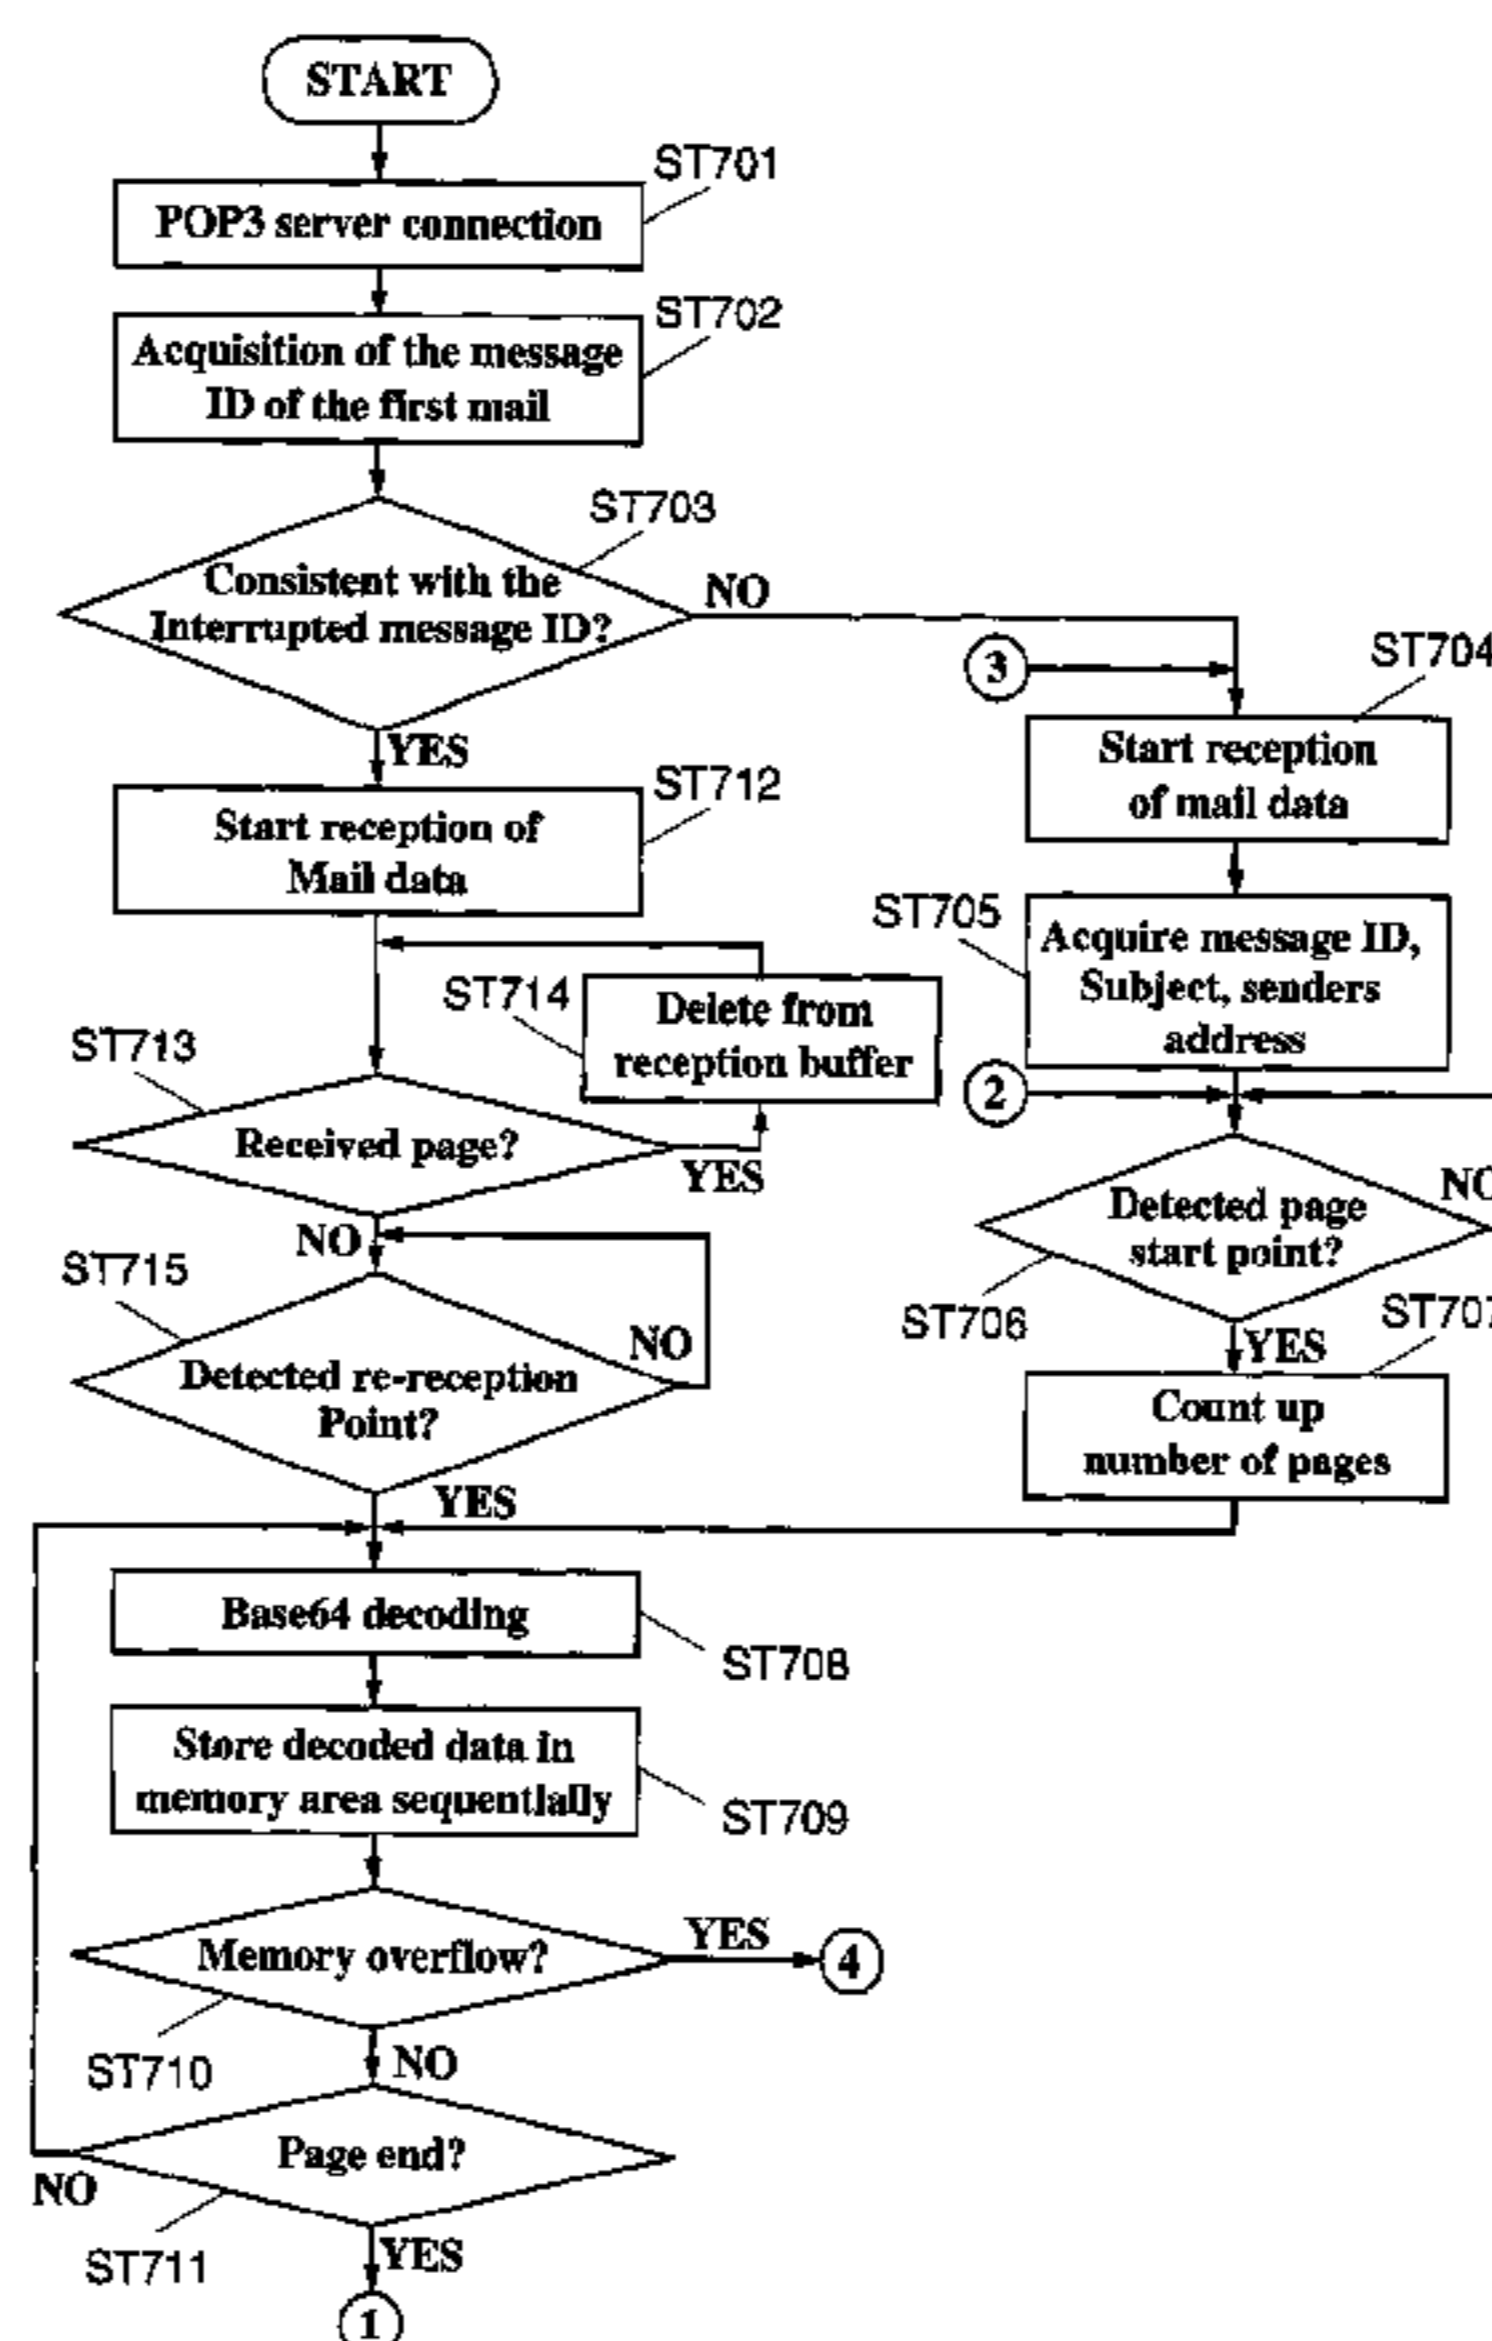 START
ST701
POP3 server connection
ST702
Acquisition of the message
ID of the first mail
ST703
Consistent with the
Interrupted message ID?
NO
YES
3
ST704
Start reception
of mail data
ST712
Start reception of
Mail data
ST705
Acquire message ID,
Subject, senders
address
ST714
Delete from
reception buffer
ST713
Received page?
YES
NO
2
Detected page
start point?
NO
ST706
YES
ST707
Count up
number of pages
ST715
Detected re-reception
Point?
NO
YES
Base64 decoding
ST708
Store decoded data in
memory area sequentially
ST709
Memory overflow?
YES
4
ST710
NO
Page end?
NO
ST711
YES
1